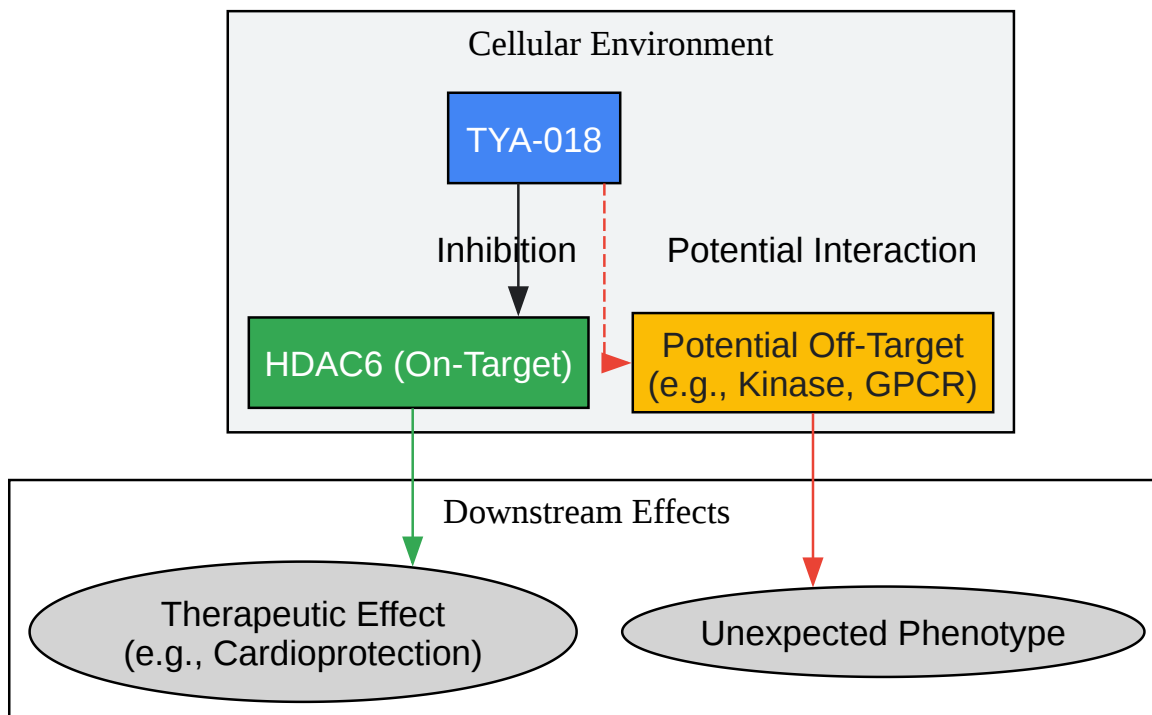 Cellular Environment
TYA-018
Inhibition
Potential Interaction
HDAC6 (On-Target)
Potential Off-Target
(e.g., Kinase, GPCR)
Downstream Effects
Therapeutic Effect
(e.g., Cardioprotection)
Unexpected Phenotype